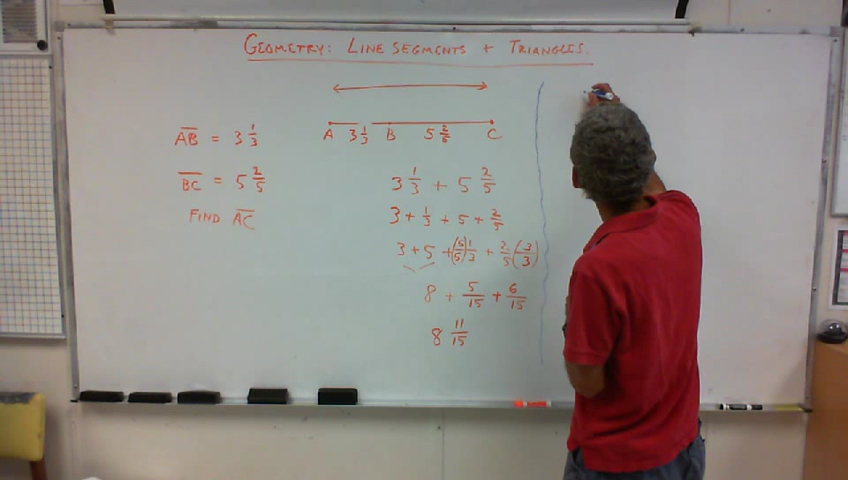 GEOMETRY: LINE SEGMENTS + TRIANGLES.
AB = 3 1/3
BC = 5 2/5
FIND AC
A 3 1/3 B 5 2/5 C
3 1/3 + 5 2/5
3 + 1/3 + 5 + 2/5
3 + 5 + (5/5) 1/3 + 2/5 (3/3)
8 + 5/15 + 6/15
8 11/15